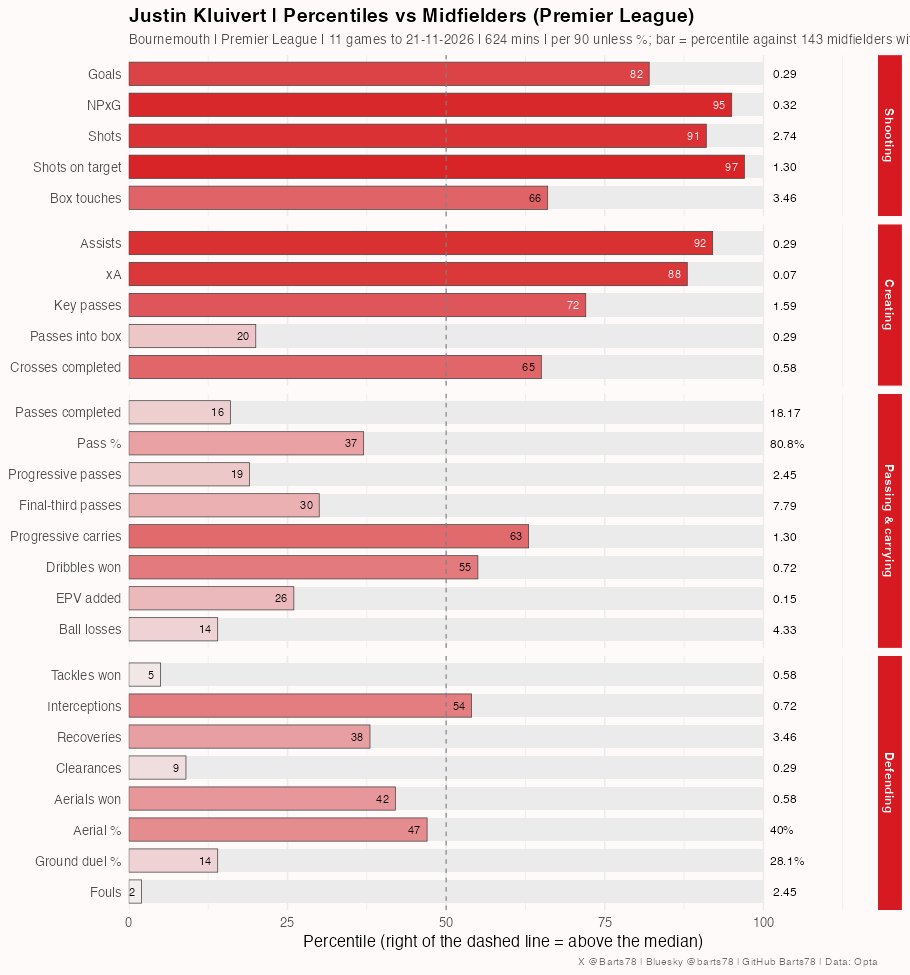 Justin Kluivert | Percentiles vs Midfielders (Premier League)
Bournemouth | Premier League | 11 games to 21-11-2026 | 624 mins | per 90 unless %; bar = percentile against 143 midfielders wi
Goals 82 0.29
NPxG 95 0.32
Shots 91 2.74
Shots on target 97 1.30
Box touches 66 3.46
Shooting
Assists 92 0.29
xA 88 0.07
Key passes 72 1.59
Passes into box 20 0.29
Crosses completed 65 0.58
Creating
Passes completed 16 18.17
Pass % 37 80.8%
Progressive passes 19 2.45
Final-third passes 30 7.79
Progressive carries 63 1.30
Dribbles won 55 0.72
EPV added 26 0.15
Ball losses 14 4.33
Passing & carrying
Tackles won 5 0.58
Interceptions 54 0.72
Recoveries 38 3.46
Clearances 9 0.29
Aerials won 42 0.58
Aerial % 47 40%
Ground duel % 14 28.1%
Fouls 2 2.45
Defending
0 25 50 75 100
Percentile (right of the dashed line = above the median)
X @Barts78 | Bluesky @barts78 | GitHub Barts78 | Data: Opta